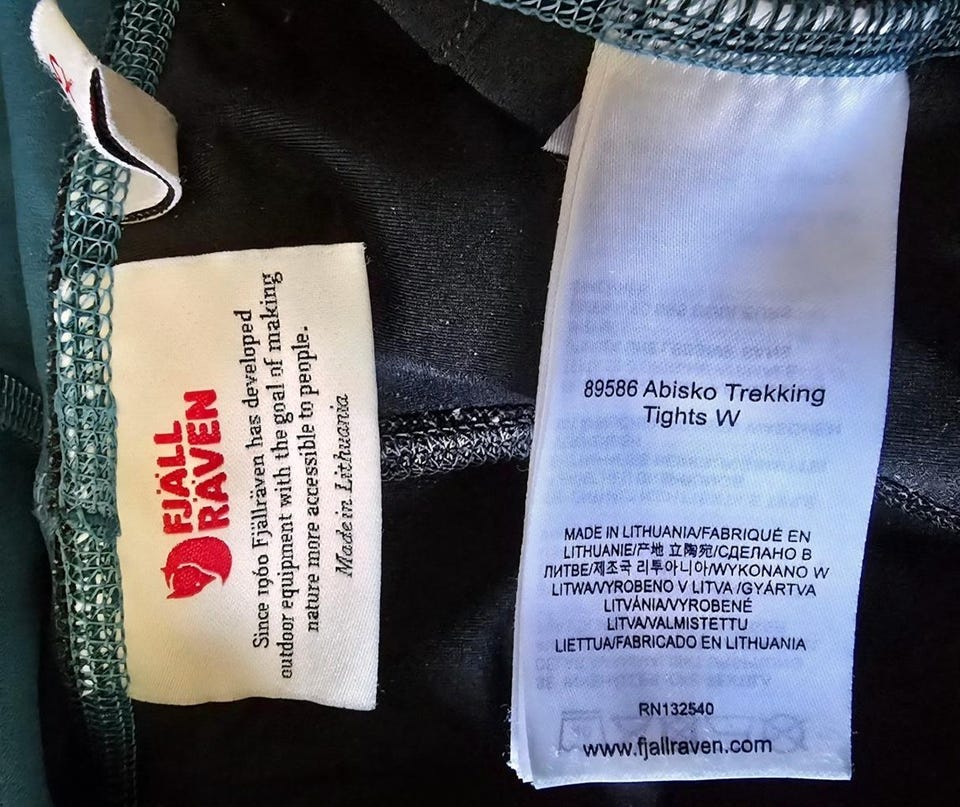 FJÄLL
RÄVEN
Since 1960 Fjällräven has developed
outdoor equipment with the goal of making
nature more accessible to people.
Made in Lithuania
89586 Abisko Trekking
Tights W
MADE IN LITHUANIA/FABRIQUÉ EN
LITHUANIE/产地 立陶宛/СДЕЛАНО В
ЛИТВЕ/제조국 리투아니아/WYKONANO W
LITWA/VYROBENO V LITVA /GYÁRTVA
LITVÁNIA/VYROBENÉ
LITVA/VALMISTETTU
LIETTUA/FABRICADO EN LITHUANIA
RN132540
www.fjallraven.com